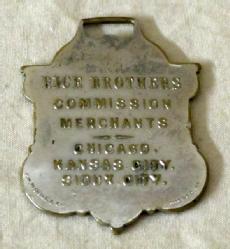 RICE BROTHERS
COMMISSION
MERCHANTS
CHICAGO.
KANSAS CITY.
SIOUX CITY.